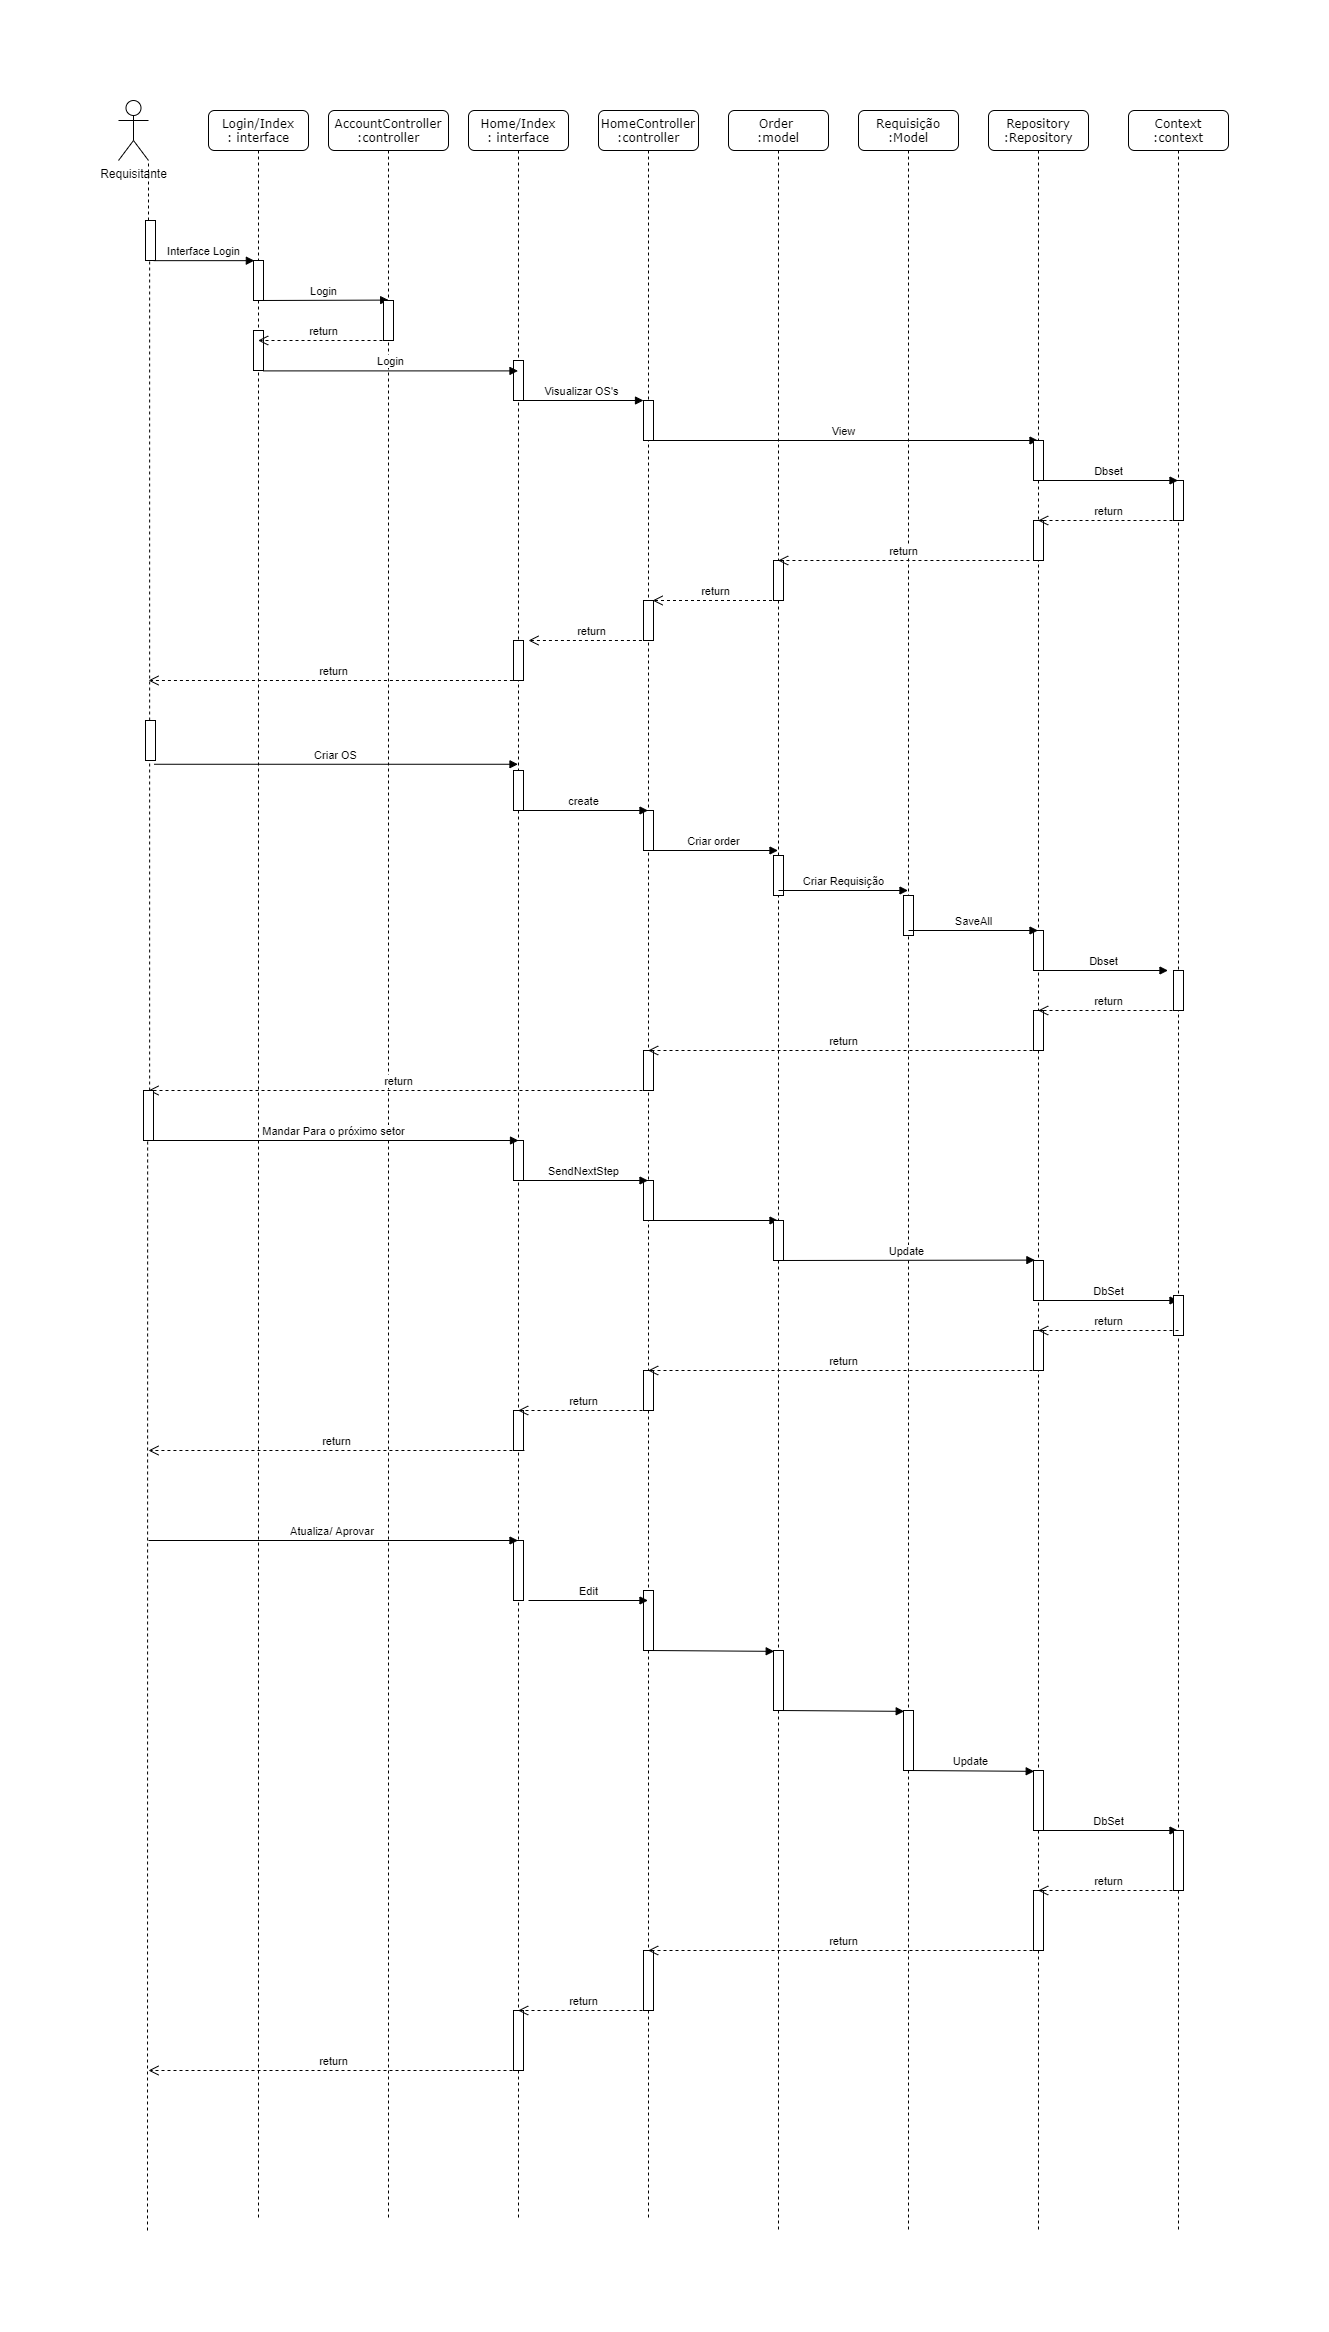 Requisitante
Login/Index
: interface
AccountController
:controller
Home/Index
: interface
HomeController
:controller
Order
:model
Requisição
:Model
Repository
:Repository
Context
:context
Interface Login
Login
return
Login
Visualizar OS's
View
Dbset
return
return
return
return
return
Criar OS
create
Criar order
Criar Requisição
SaveAll
Dbset
return
return
return
Mandar Para o próximo setor
SendNextStep
Update
DbSet
return
return
return
return
Atualiza/ Aprovar
Edit
Update
DbSet
return
return
return
return